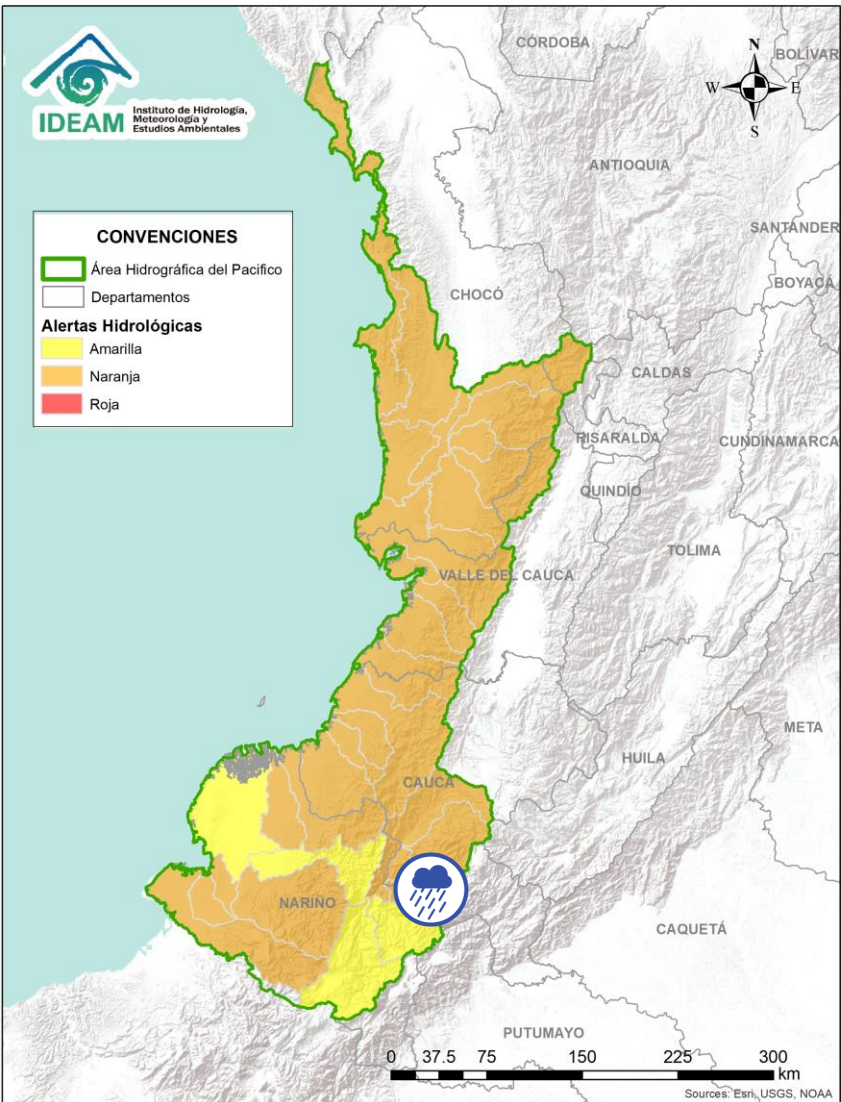 IDEAM
Instituto de Hidrología,
Meteorología y
Estudios Ambientales
CONVENCIONES
Área Hidrográfica del Pacifico
Departamentos
Alertas Hidrológicas
Amarilla
Naranja
Roja
N
W
E
S
CÓRDOBA
BOLÍVAR
ANTIOQUIA
SANTANDER
BOYACÁ
CHOCÓ
CALDAS
RISARALDA
CUNDINAMARCA
QUINDÍO
TOLIMA
VALLE DEL CAUCA
META
HUILA
CAUCA
NARIÑO
CAQUETÁ
PUTUMAYO
0 37.5 75 150 225 300
km
Sources: Esri, USGS, NOAA